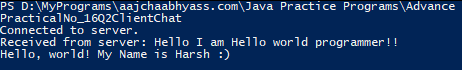 PS D:\MyPrograms\aajchaabhyass.com\Java Practice Programs\Advance
PracticalNo_16Q2ClientChat
Connected to server.
Received from server: Hello I am Hello world programmer!!
Hello, world! My Name is Harsh :)